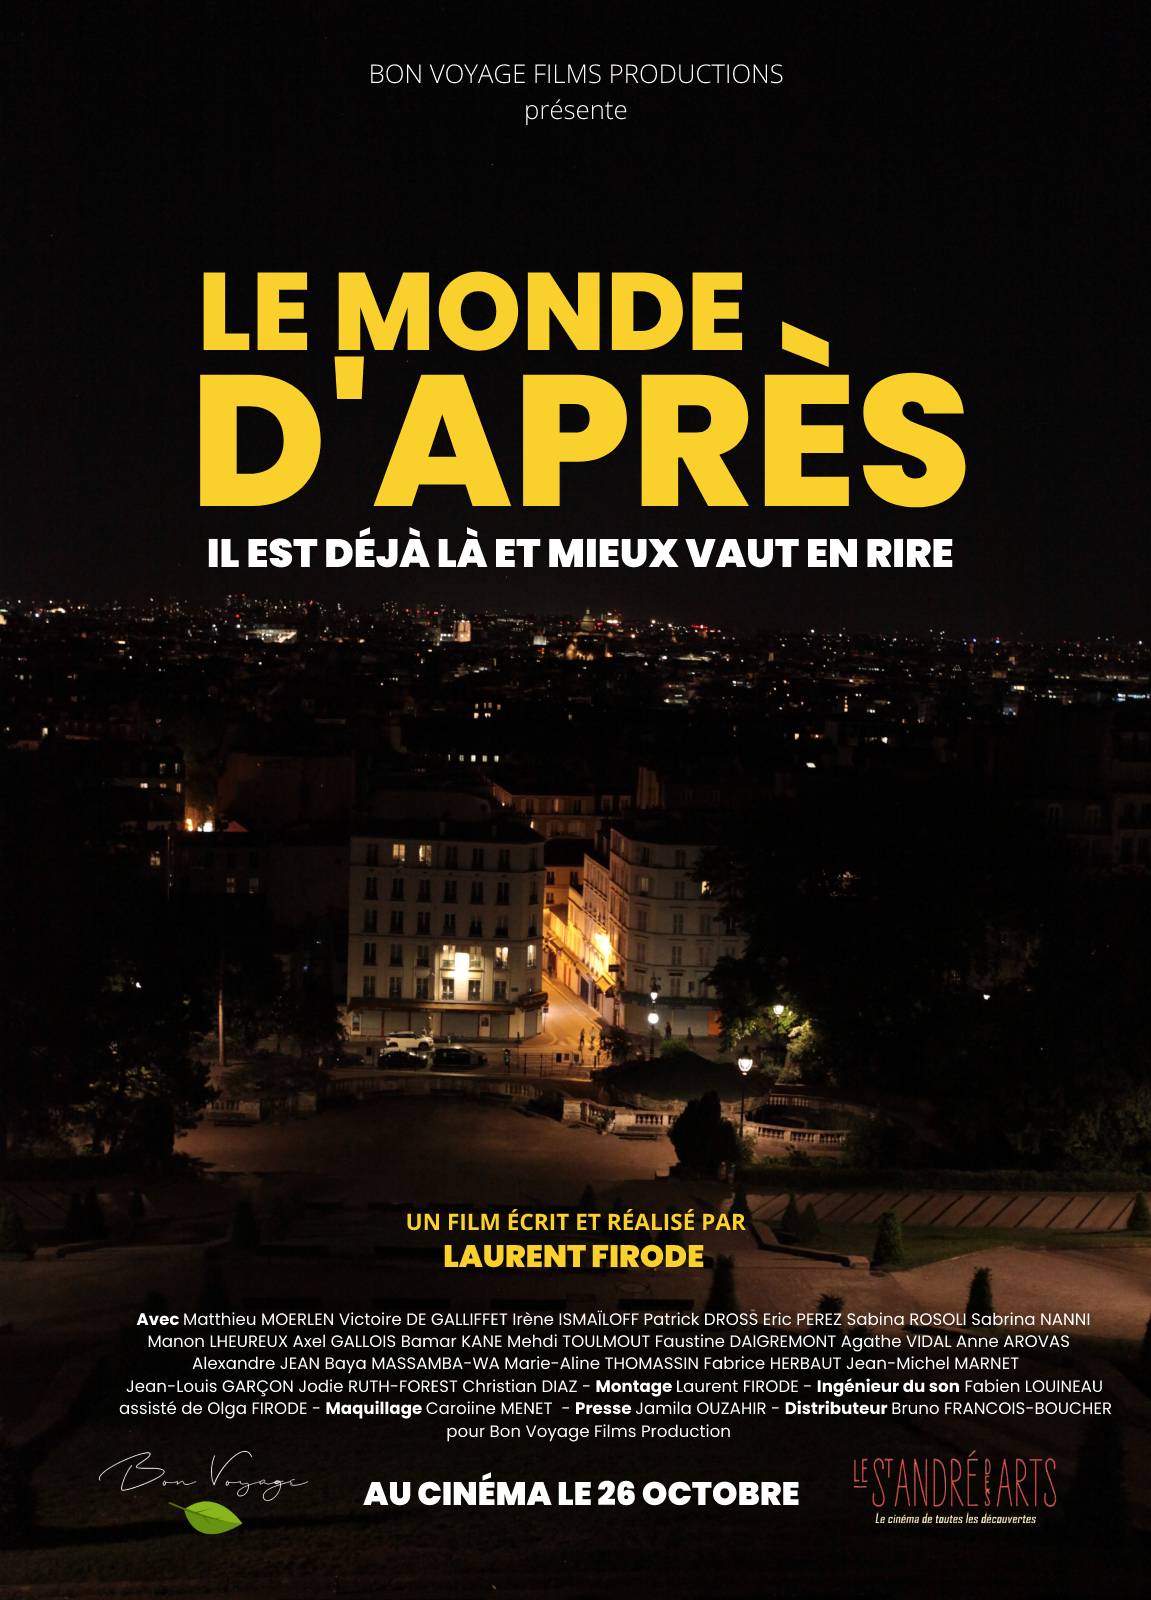 BON VOYAGE FILMS PRODUCTIONS
présente
LE MONDE
D'APRÈS
IL EST DÉJÀ LÀ ET MIEUX VAUT EN RIRE
UN FILM ÉCRIT ET RÉALISÉ PAR
LAURENT FIRODE
Avec Matthieu MOERLEN Victoire DE GALLIFFET Irène ISMAÏLOFF Patrick DROSS Eric PEREZ Sabina ROSOLI Sabrina NANNI
Manon LHEUREUX Axel GALLOIS Bamar KANE Mehdi TOULMOUT Faustine DAIGREMONT Agathe VIDAL Anne AROVAS
Alexandre JEAN Baya MASSAMBA-WA Marie-Aline THOMASSIN Fabrice HERBAUT Jean-Michel MARNET
Jean-Louis GARÇON Jodie RUTH-FOREST Christian DIAZ - Montage Laurent FIRODE - Ingénieur du son Fabien LOUINEAU
assisté de Olga FIRODE - Maquillage Caroiine MENET - Presse Jamila OUZAHIR - Distributeur Bruno FRANCOIS-BOUCHER
pour Bon Voyage Films Production
Bon Voyage
AU CINÉMA LE 26 OCTOBRE
LE ST ANDRÉ DES ARTS
Le cinéma de toutes les découvertes